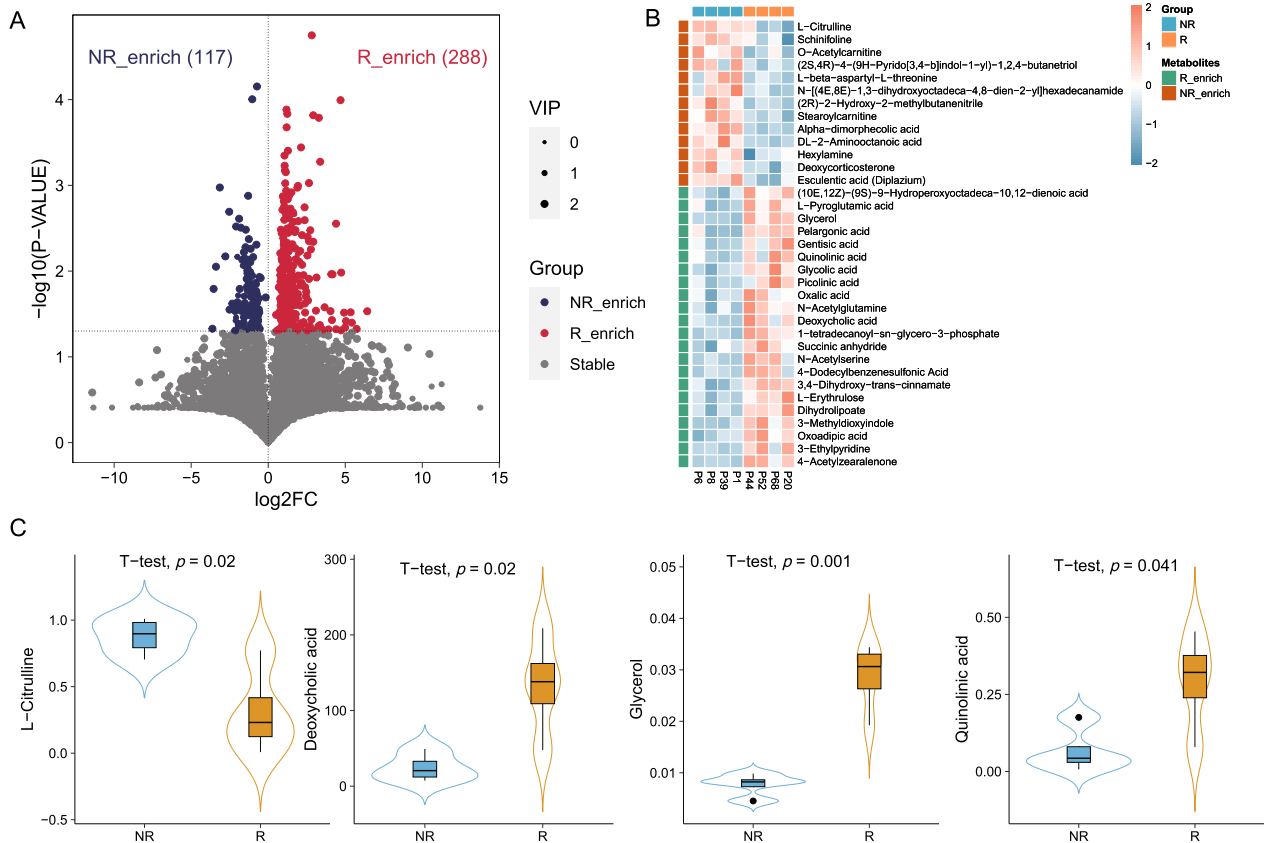 A
NR_enrich (117)
R_enrich (288)
−log10(P−VALUE)
4
3
2
1
0
−10
−5
0
5
10
15
log2FC
VIP
0
1
2
Group
NR_enrich
R_enrich
Stable
B
L−Citrulline
Schinifoline
O−Acetylcarnitine
(2S,4R)−4−(9H−Pyrido[3,4−b]indol−1−yl)−1,2,4−butanetriol
L−beta−aspartyl−L−threonine
N−[(4E,8E)−1,3−dihydroxyoctadeca−4,8−dien−2−yl]hexadecanamide
(2R)−2−Hydroxy−2−methylbutanenitrile
Stearoylcarnitine
Alpha−dimorphecolic acid
DL−2−Aminooctanoic acid
Hexylamine
Deoxycorticosterone
Esculentic acid (Diplazium)
(10E,12Z)−(9S)−9−Hydroperoxyoctadeca−10,12−dienoic acid
L−Pyroglutamic acid
Glycerol
Pelargonic acid
Gentisic acid
Quinolinic acid
Glycolic acid
Picolinic acid
Oxalic acid
N−Acetylglutamine
Deoxycholic acid
1−tetradecanoyl−sn−glycero−3−phosphate
Succinic anhydride
N−Acetylserine
4−Dodecylbenzenesulfonic Acid
3,4−Dihydroxy−trans−cinnamate
L−Erythrulose
Dihydrolipoate
3−Methyldioxyindole
Oxoadipic acid
3−Ethylpyridine
4−Acetylzearalenone
P6
P8
P39
P1
P44
P52
P68
P20
2
1
0
−1
−2
Group
NR
R
Metabolites
R_enrich
NR_enrich
C
T−test, p = 0.02
L−Citrulline
1.0
0.5
0.0
−0.5
NR
R
T−test, p = 0.02
Deoxycholic acid
300
200
100
0
NR
R
T−test, p = 0.001
Glycerol
0.05
0.04
0.03
0.02
0.01
NR
R
T−test, p = 0.041
Quinolinic acid
0.50
0.25
0.00
NR
R